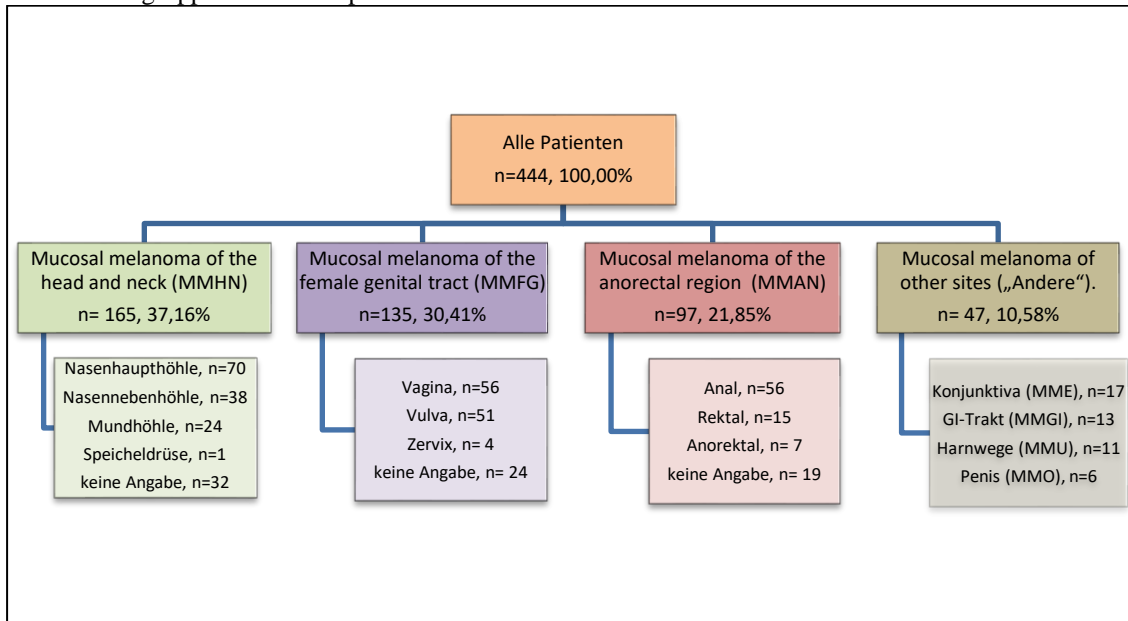 Alle Patienten
n=444, 100,00%
Mucosal melanoma of the
head and neck (MMHN)
n= 165, 37,16%
Nasenhaupthöhle, n=70
Nasennebenhöhle, n=38
Mundhöhle, n=24
Speicheldrüse, n=1
keine Angabe, n=32
Mucosal melanoma of the
female genital tract (MMFG)
n=135, 30,41%
Vagina, n=56
Vulva, n=51
Zervix, n= 4
keine Angabe, n= 24
Mucosal melanoma of the
anorectal region (MMAN)
n=97, 21,85%
Anal, n=56
Rektal, n=15
Anorektal, n= 7
keine Angabe, n= 19
Mucosal melanoma of
other sites („Andere“).
n= 47, 10,58%
Konjunktiva (MME), n=17
GI-Trakt (MMGI), n=13
Harnwege (MMU), n=11
Penis (MMO), n=6